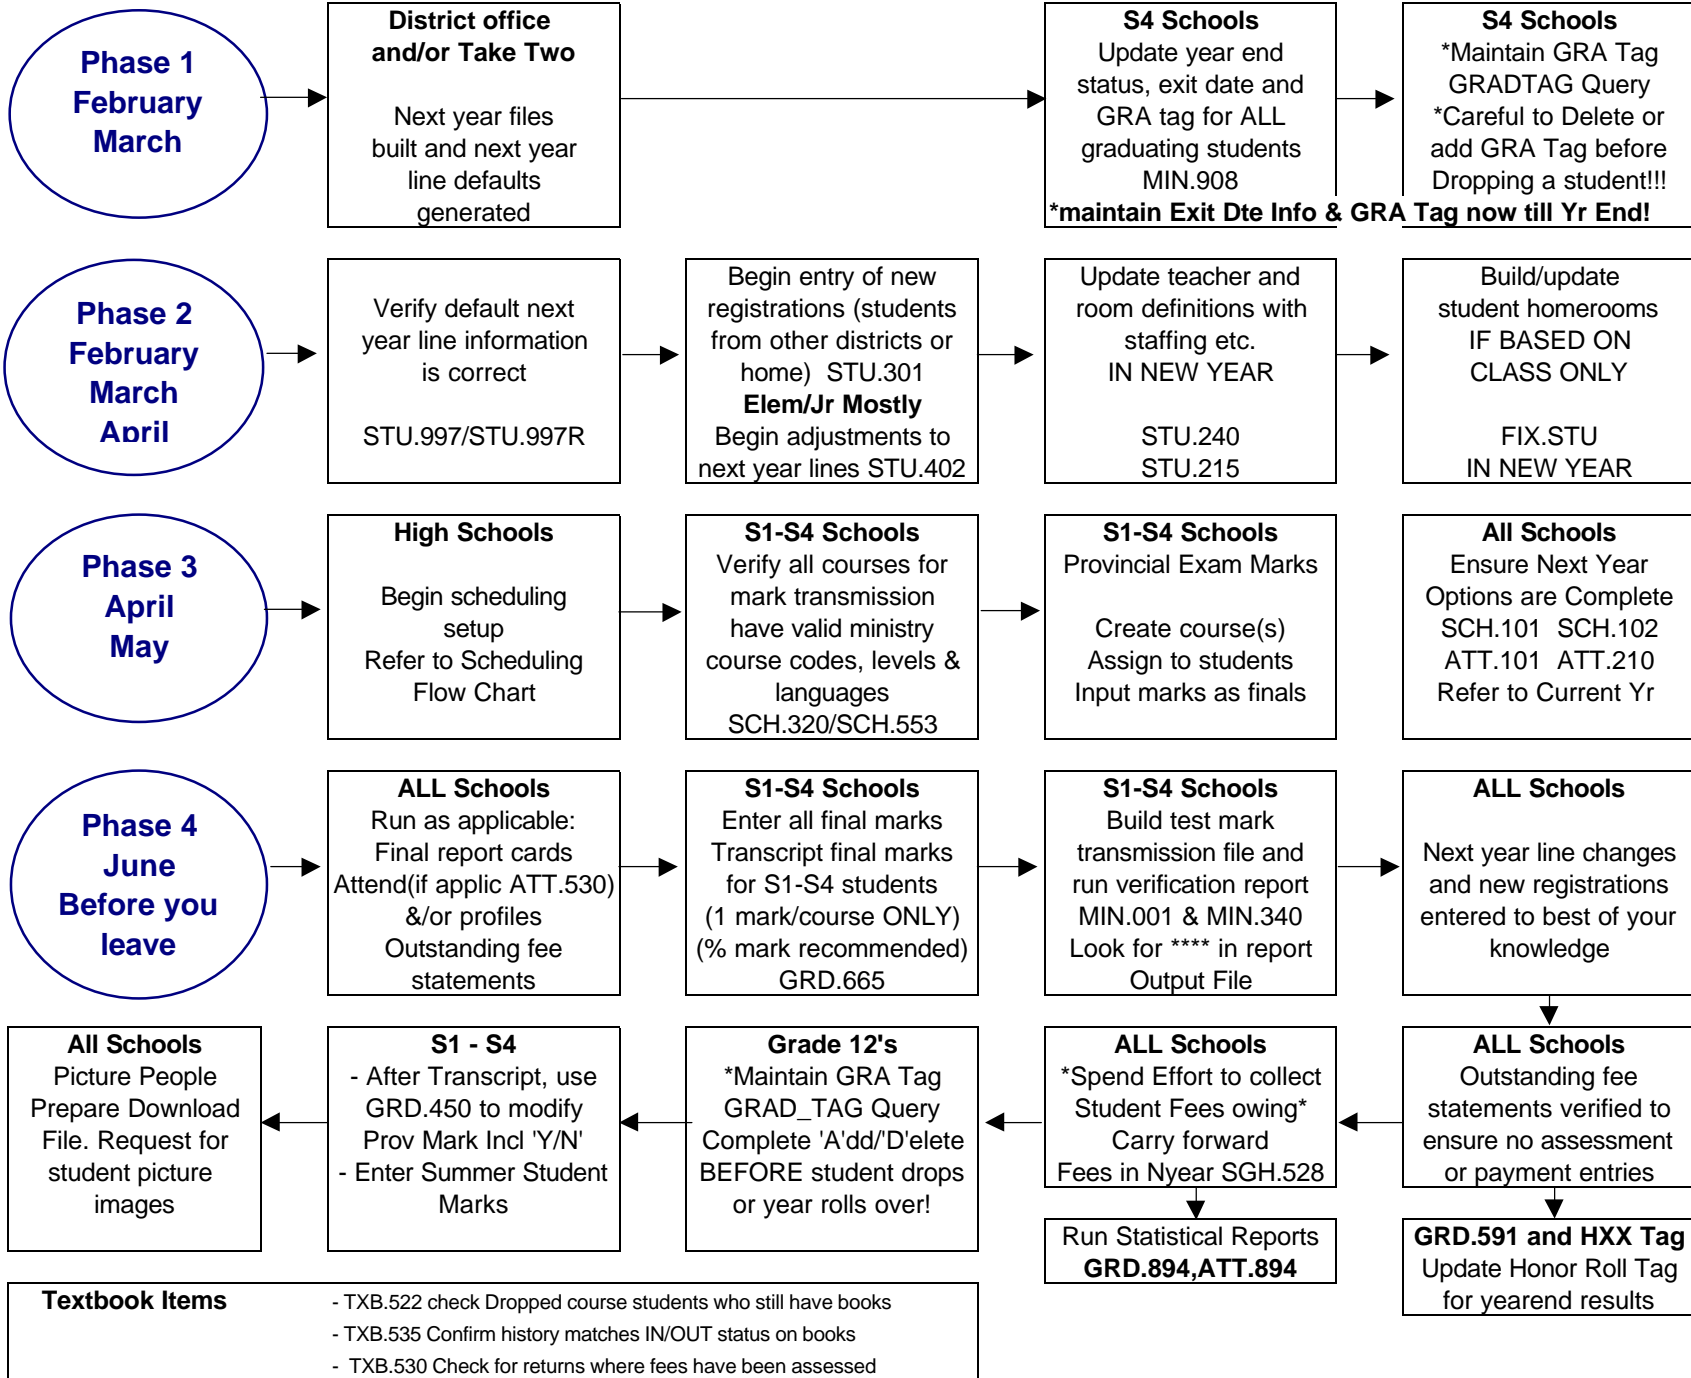 Phase 1
February
March
District office
and/or Take Two
Next year files
built and next year
line defaults
generated
S4 Schools
Update year end
status, exit date and
GRA tag for ALL
graduating students
MIN.908
S4 Schools
*Maintain GRA Tag
GRADTAG Query
*Careful to Delete or
add GRA Tag before
Dropping a student!!!
*maintain Exit Dte Info & GRA Tag now till Yr End!
Phase 2
February
March
April
Verify default next
year line information
is correct
STU.997/STU.997R
Begin entry of new
registrations (students
from other districts or
home)  STU.301
Elem/Jr Mostly
Begin adjustments to
next year lines STU.402
Update teacher and
room definitions with
staffing etc.
IN NEW YEAR
STU.240
STU.215
Build/update
student homerooms
IF BASED ON
CLASS ONLY
FIX.STU
IN NEW YEAR
Phase 3
April
May
High Schools
Begin scheduling
setup
Refer to Scheduling
Flow Chart
S1-S4 Schools
Verify all courses for
mark transmission
have valid ministry
course codes, levels &
languages
SCH.320/SCH.553
S1-S4 Schools
Provincial Exam Marks
Create course(s)
Assign to students
Input marks as finals
All Schools
Ensure Next Year
Options are Complete
SCH.101  SCH.102
ATT.101  ATT.210
Refer to Current Yr
Phase 4
June
Before you
leave
ALL Schools
Run as applicable:
Final report cards
Attend(if applic ATT.530)
&/or profiles
Outstanding fee
statements
S1-S4 Schools
Enter all final marks
Transcript final marks
for S1-S4 students
(1 mark/course ONLY)
(% mark recommended)
GRD.665
S1-S4 Schools
Build test mark
transmission file and
run verification report
MIN.001 & MIN.340
Look for **** in report
Output File
ALL Schools
Next year line changes
and new registrations
entered to best of your
knowledge
All Schools
Picture People
Prepare Download
File. Request for
student picture
images
S1 - S4
- After Transcript, use
GRD.450 to modify
Prov Mark Incl 'Y/N'
- Enter Summer Student
Marks
Grade 12's
*Maintain GRA Tag
GRAD_TAG Query
Complete 'A'dd/'D'elete
BEFORE student drops
or year rolls over!
ALL Schools
*Spend Effort to collect
Student Fees owing*
Carry forward
Fees in Nyear SGH.528
ALL Schools
Outstanding fee
statements verified to
ensure no assessment
or payment entries
Run Statistical Reports
GRD.894,ATT.894
GRD.591 and HXX Tag
Update Honor Roll Tag
for yearend results
Textbook Items
- TXB.522 check Dropped course students who still have books
- TXB.535 Confirm history matches IN/OUT status on books
- TXB.530 Check for returns where fees have been assessed